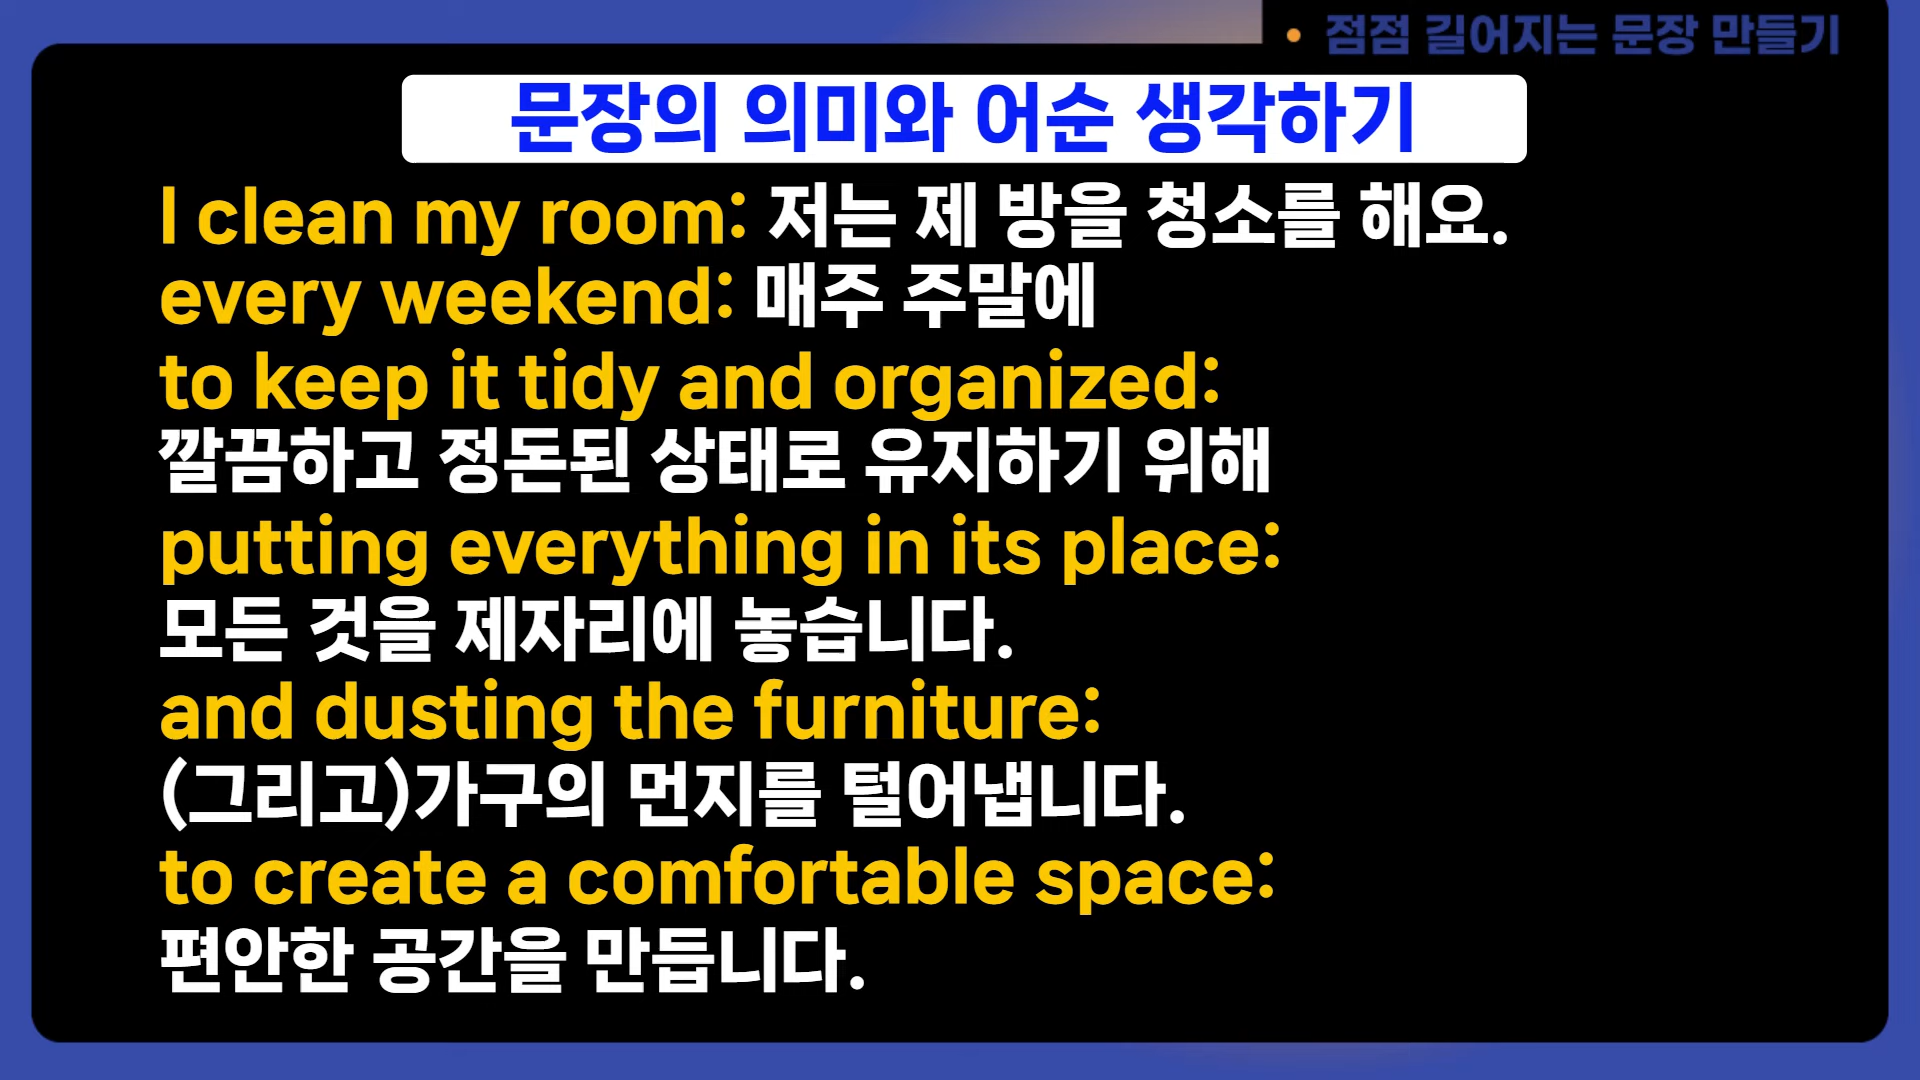 • 점점 길어지는 문장 만들기
문장의 의미와 어순 생각하기
I clean my room: 저는 제 방을 청소를 해요.
every weekend: 매주 주말에
to keep it tidy and organized:
깔끔하고 정돈된 상태로 유지하기 위해
putting everything in its place:
모든 것을 제자리에 놓습니다.
and dusting the furniture:
(그리고)가구의 먼지를 털어냅니다.
to create a comfortable space:
편안한 공간을 만듭니다.